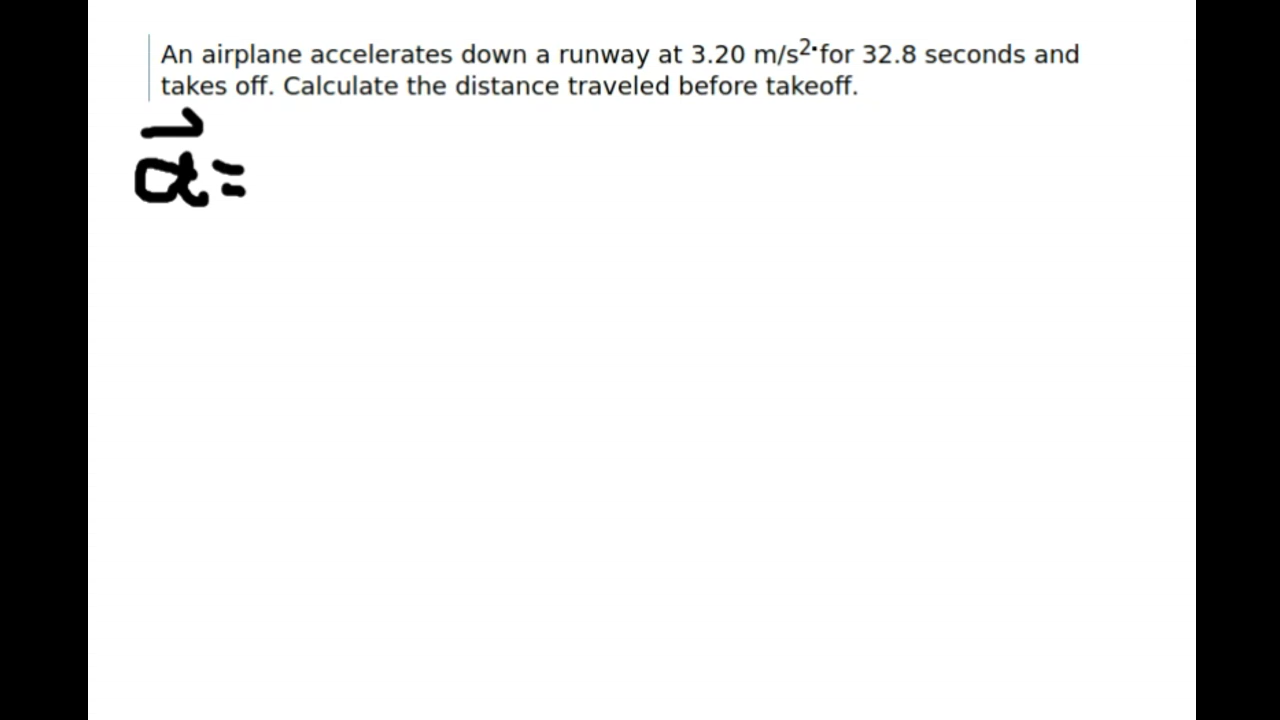 An airplane accelerates down a runway at 3.20 m/s²·for 32.8 seconds and
takes off. Calculate the distance traveled before takeoff.
a⃗=